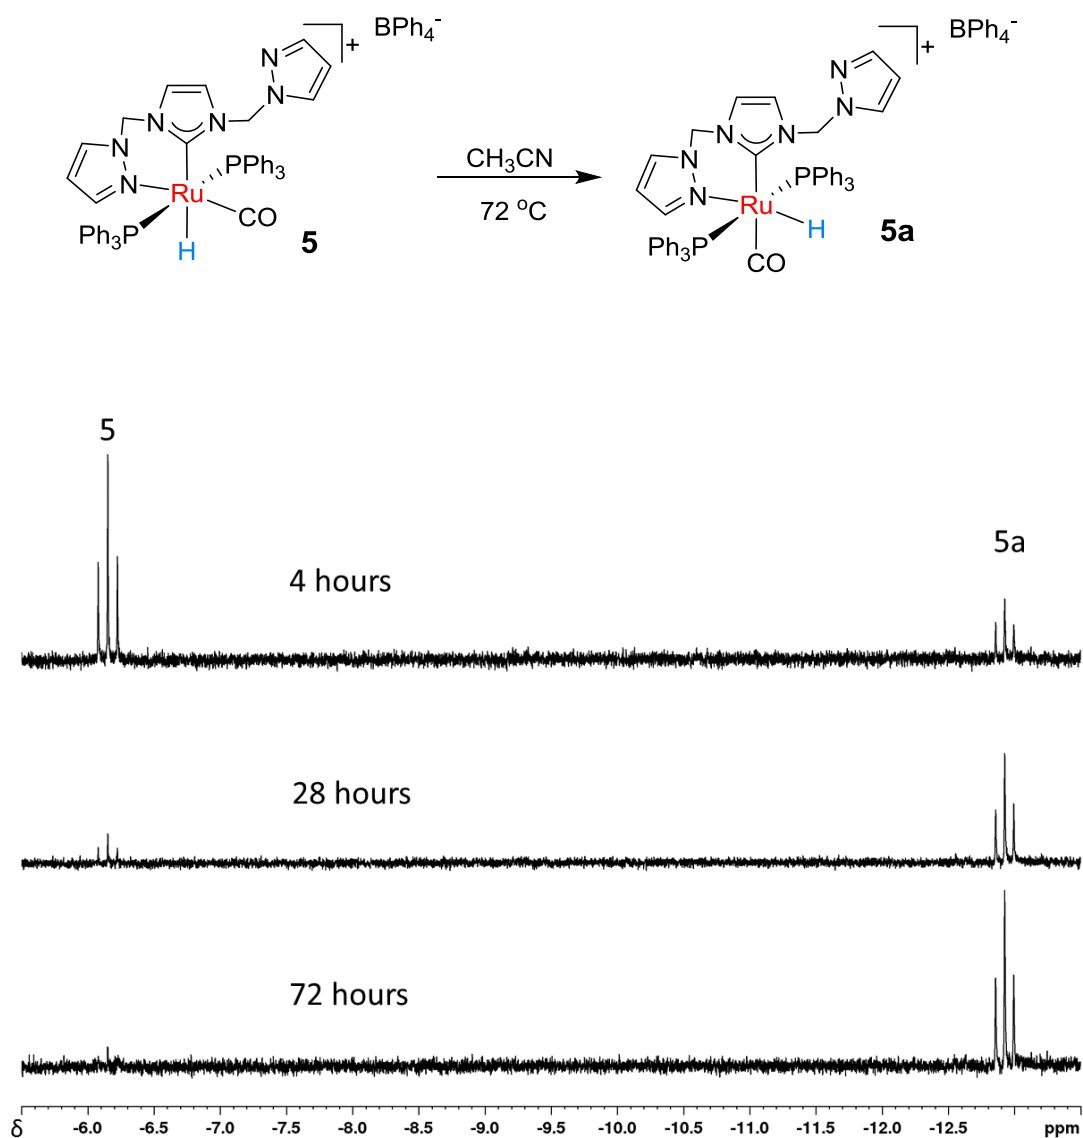 BPh4-
+
N
N
N
N
N
N
PPh3
Ru
CO
Ph3P
H
5
CH3CN
72 oC
BPh4-
+
N
N
N
N
N
N
PPh3
Ru
H
Ph3P
CO
5a
5
5a
4 hours
28 hours
72 hours
δ -6.0 -6.5 -7.0 -7.5 -8.0 -8.5 -9.0 -9.5 -10.0 -10.5 -11.0 -11.5 -12.0 -12.5 ppm